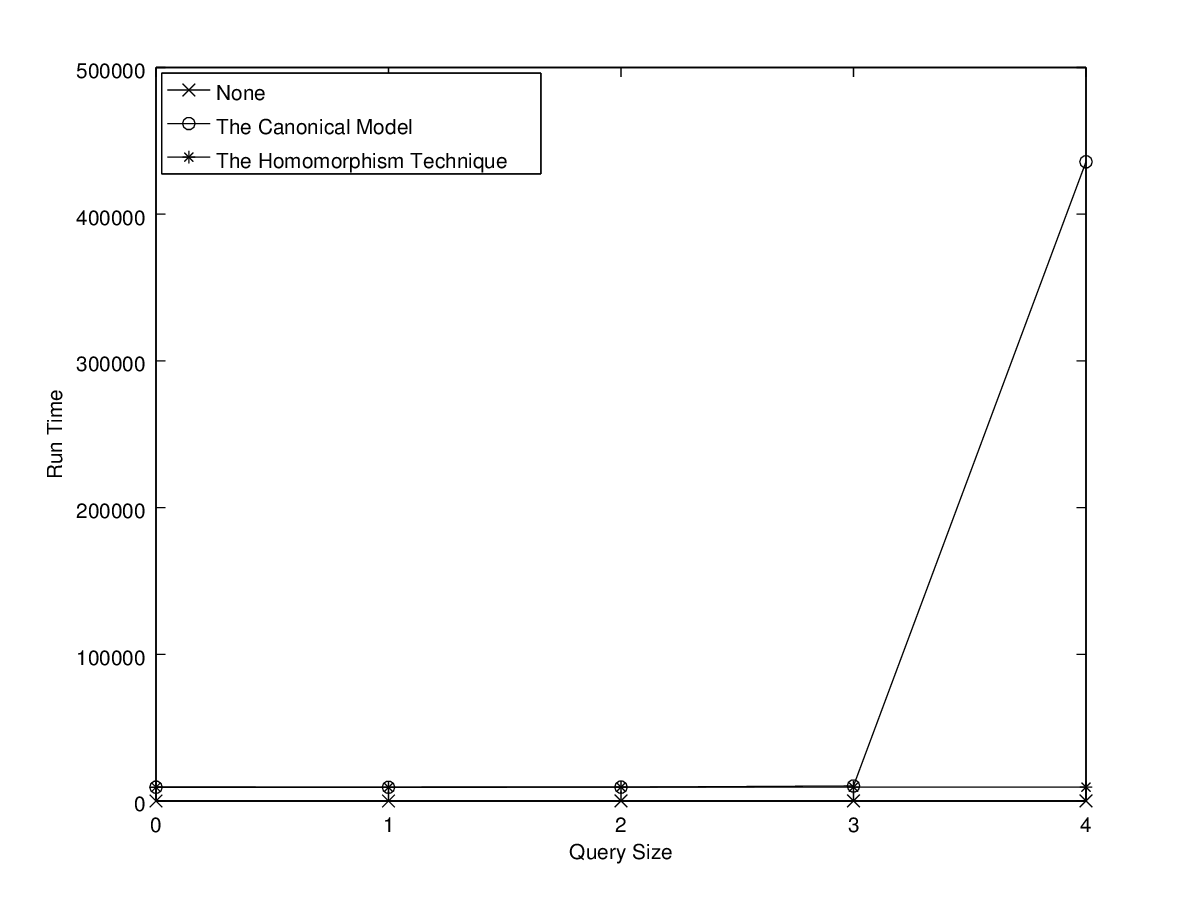 500000
None
The Canonical Model
The Homomorphism Technique
400000
300000
Run Time
200000
100000
0
0 1 2 3 4
Query Size